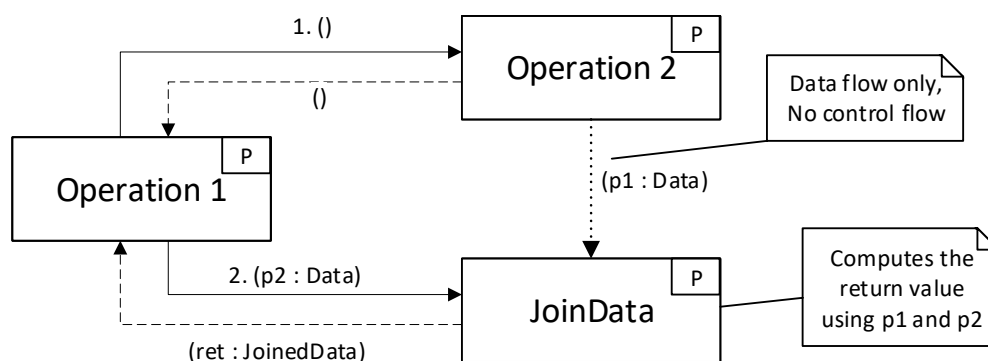 1. ()
P
Operation 2
()
Data flow only,
No control flow
P
Operation 1
(p1 : Data)
2. (p2 : Data)
P
JoinData
Computes the
return value
using p1 and p2
(ret : JoinedData)